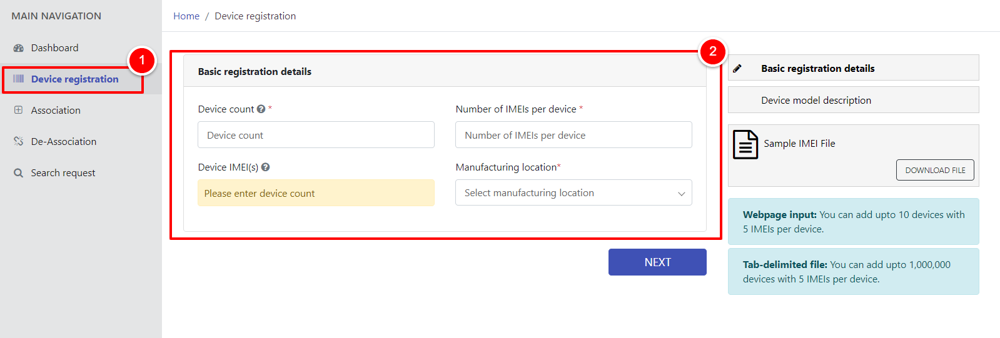 MAIN NAVIGATION
Dashboard
1
Device registration
Association
De-Association
Search request
Home / Device registration
2
Basic registration details
Device count ? *
Device count
Number of IMEIs per device *
Number of IMEIs per device
Device IMEI(s) ?
Please enter device count
Manufacturing location*
Select manufacturing location
NEXT
Basic registration details
Device model description
Sample IMEI File
DOWNLOAD FILE
Webpage input: You can add upto 10 devices with
5 IMEIs per device.
Tab-delimited file: You can add upto 1,000,000
devices with 5 IMEIs per device.